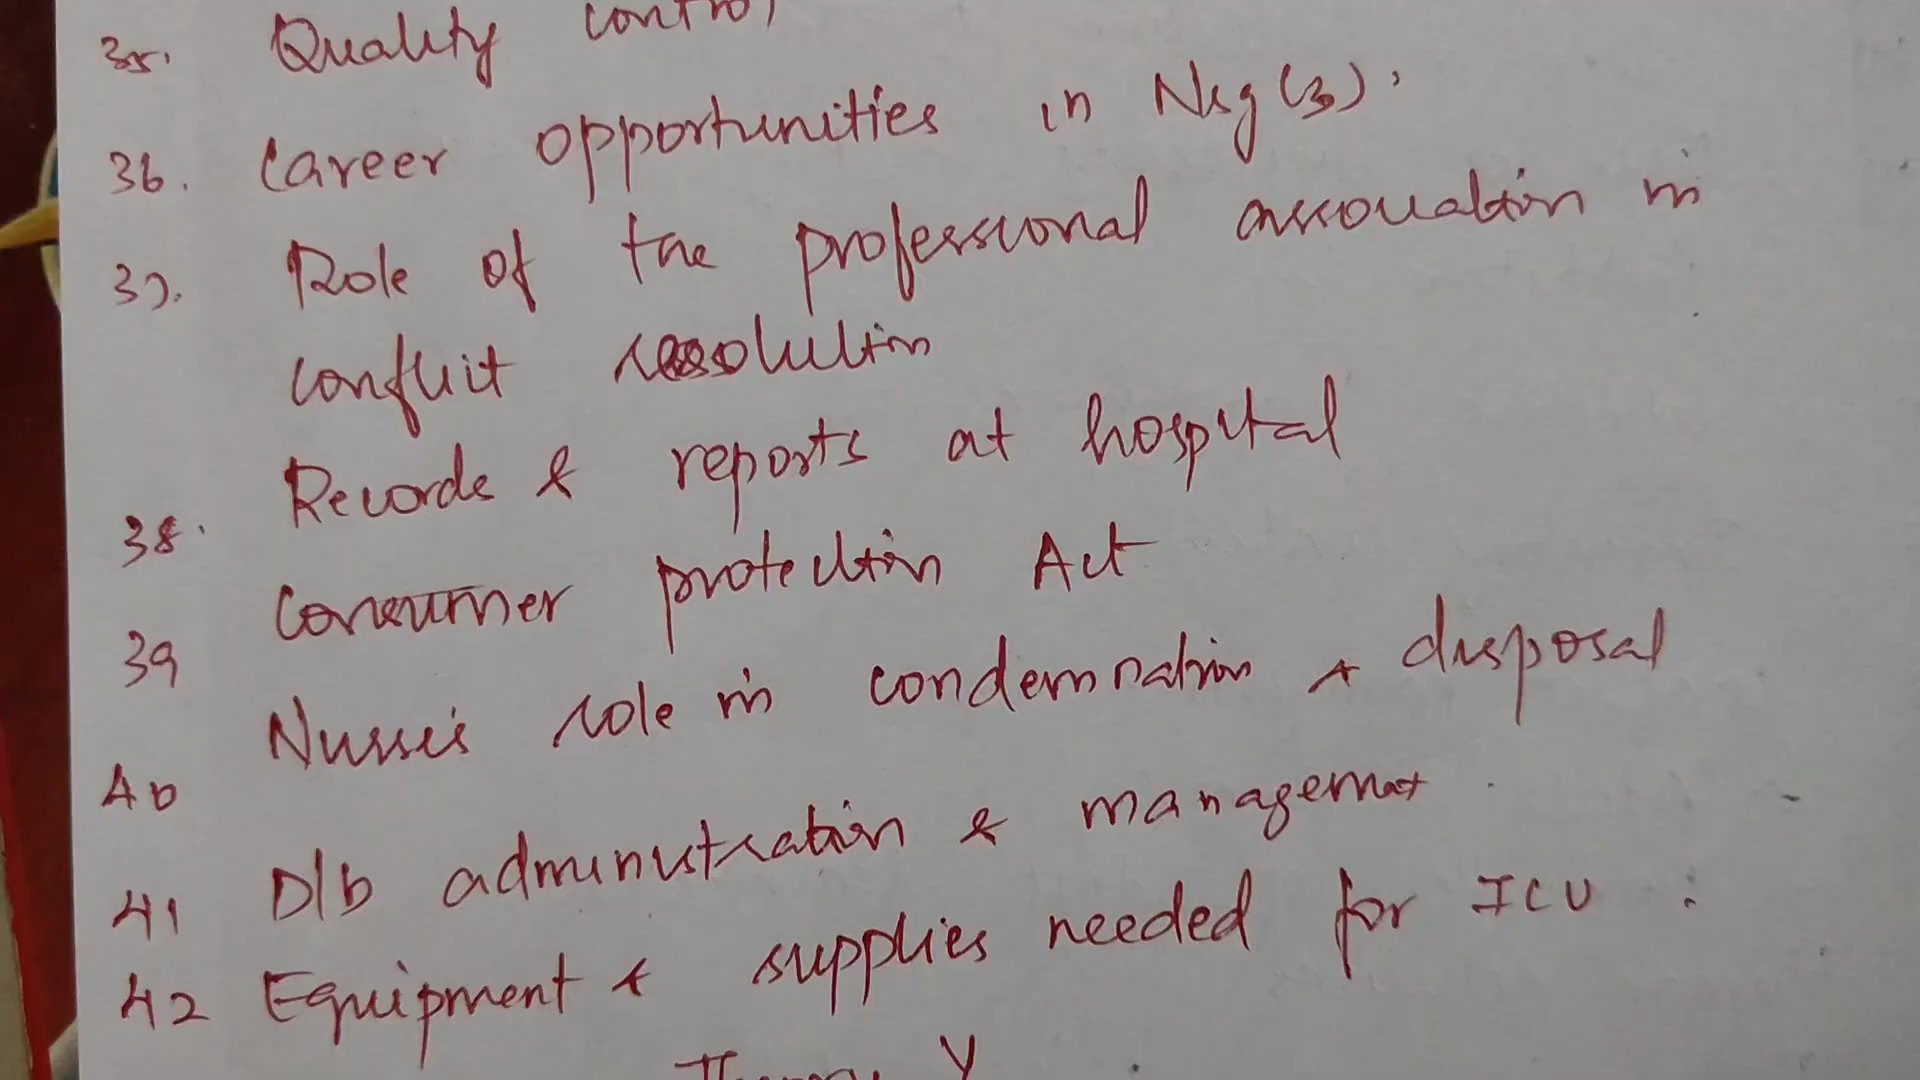 35. Quality control
36. Career opportunities in Nsg (3).
37. Role of the professional association in
conflict resolution
38. Records & reports at hospital
39 Consumer protection Act
40 Nurse's role in condemnation & disposal
41 D/b administration & management
42 Equipment & supplies needed for ICU :
Theory Y